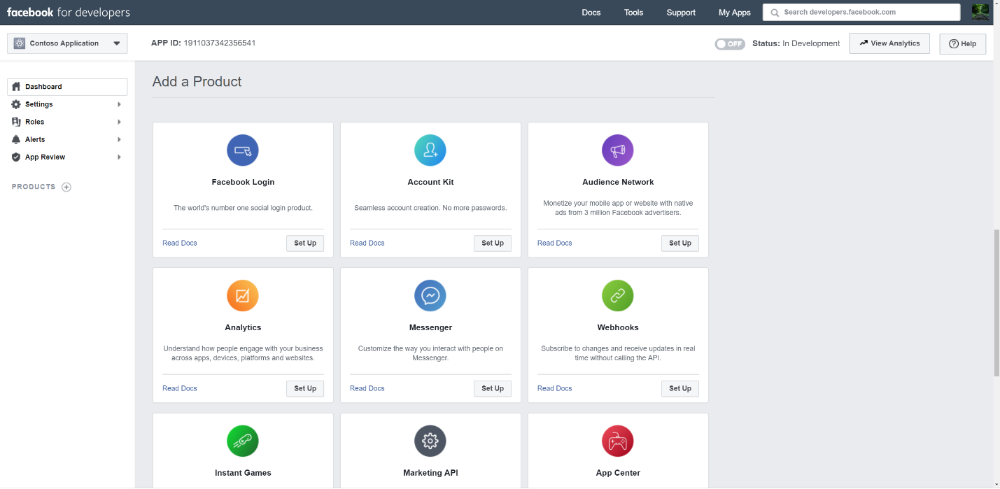 facebook for developers
Docs
Tools
Support
My Apps
Search developers.facebook.com
Contoso Application
APP ID: 1911037342356541
OFF
Status: In Development
View Analytics
Help
Dashboard
Settings
Roles
Alerts
App Review
PRODUCTS
Add a Product
Facebook Login
The world's number one social login product.
Read Docs
Set Up
Account Kit
Seamless account creation. No more passwords.
Read Docs
Set Up
Audience Network
Monetize your mobile app or website with native
ads from 3 million Facebook advertisers.
Read Docs
Set Up
Analytics
Understand how people engage with your business
across apps, devices, platforms and websites.
Read Docs
Set Up
Messenger
Customize the way you interact with people on
Messenger.
Read Docs
Set Up
Webhooks
Subscribe to changes and receive updates in real
time without calling the API.
Read Docs
Set Up
Instant Games
Marketing API
App Center